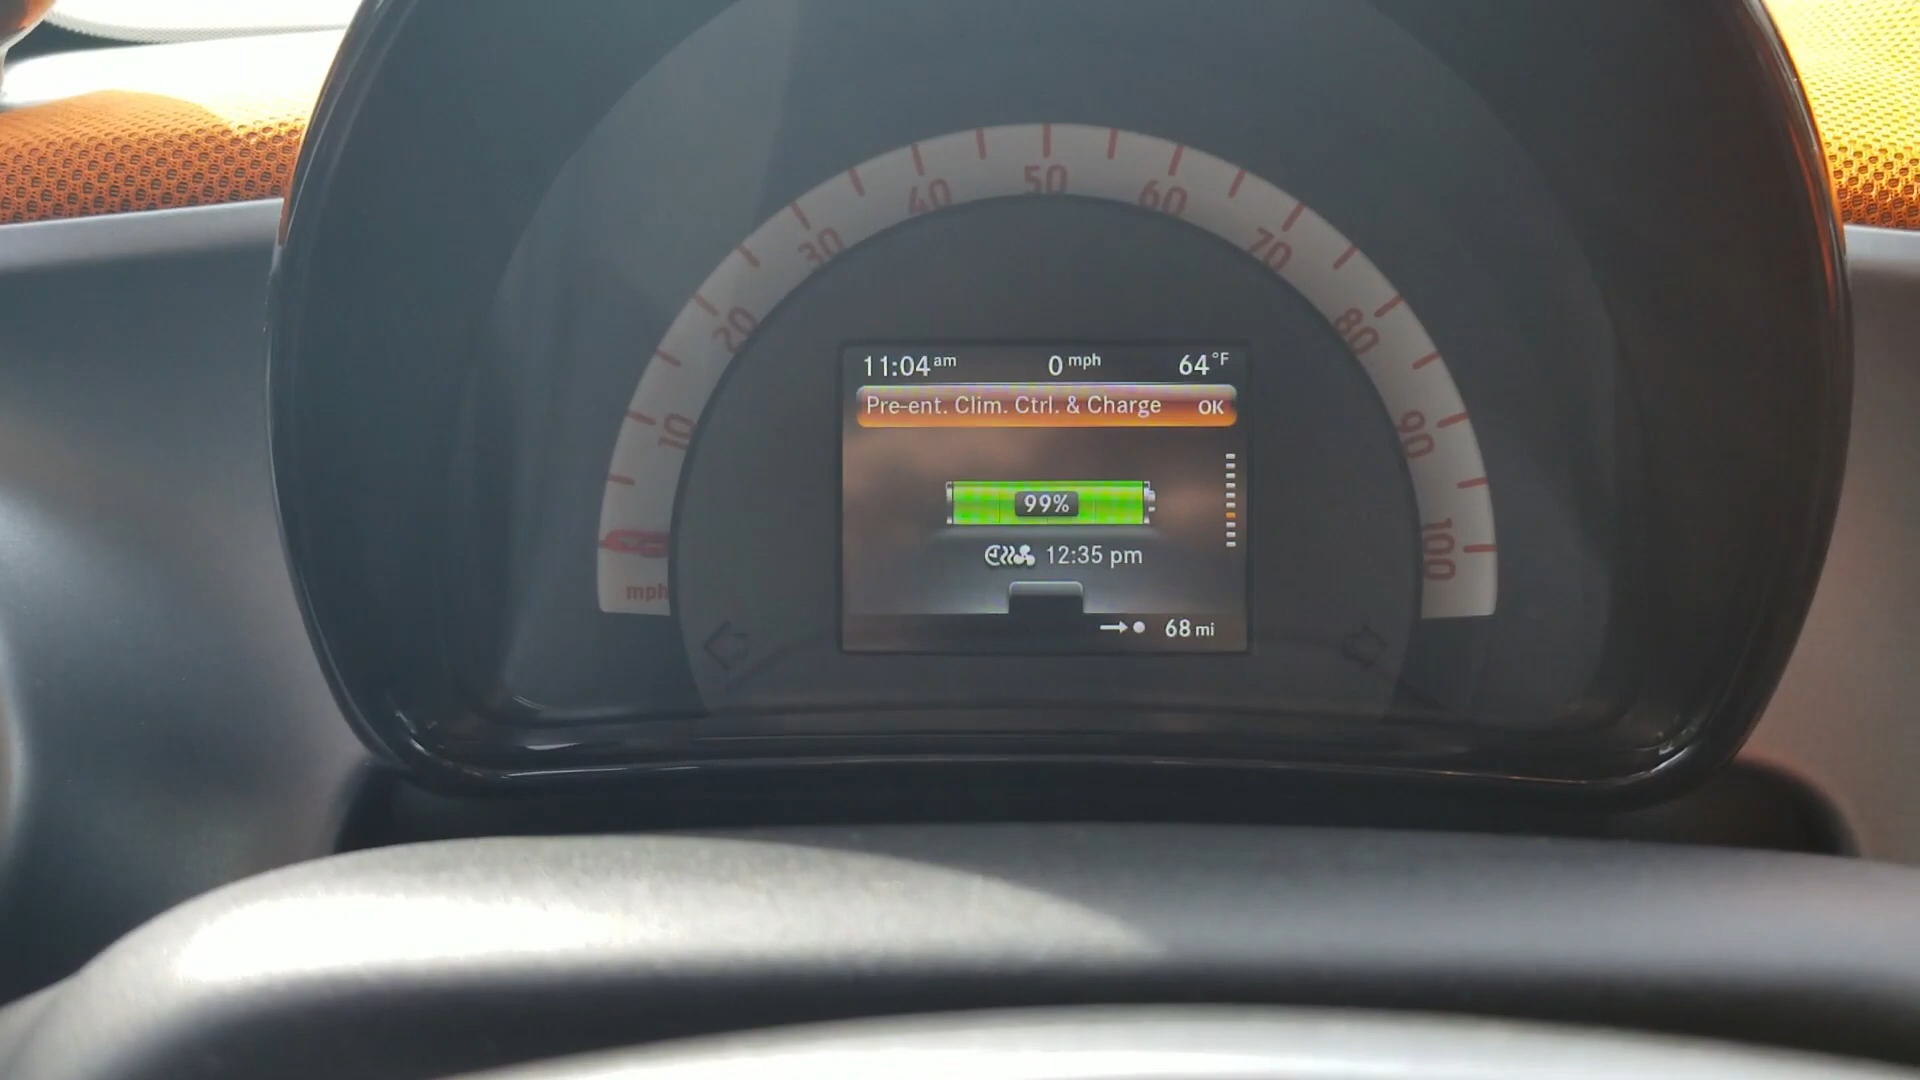 10 20 30 40 50 60 70 80 90 100
mph
11:04 am 0 mph 64 °F
Pre-ent. Clim. Ctrl. & Charge OK
99%
12:35 pm
68 mi